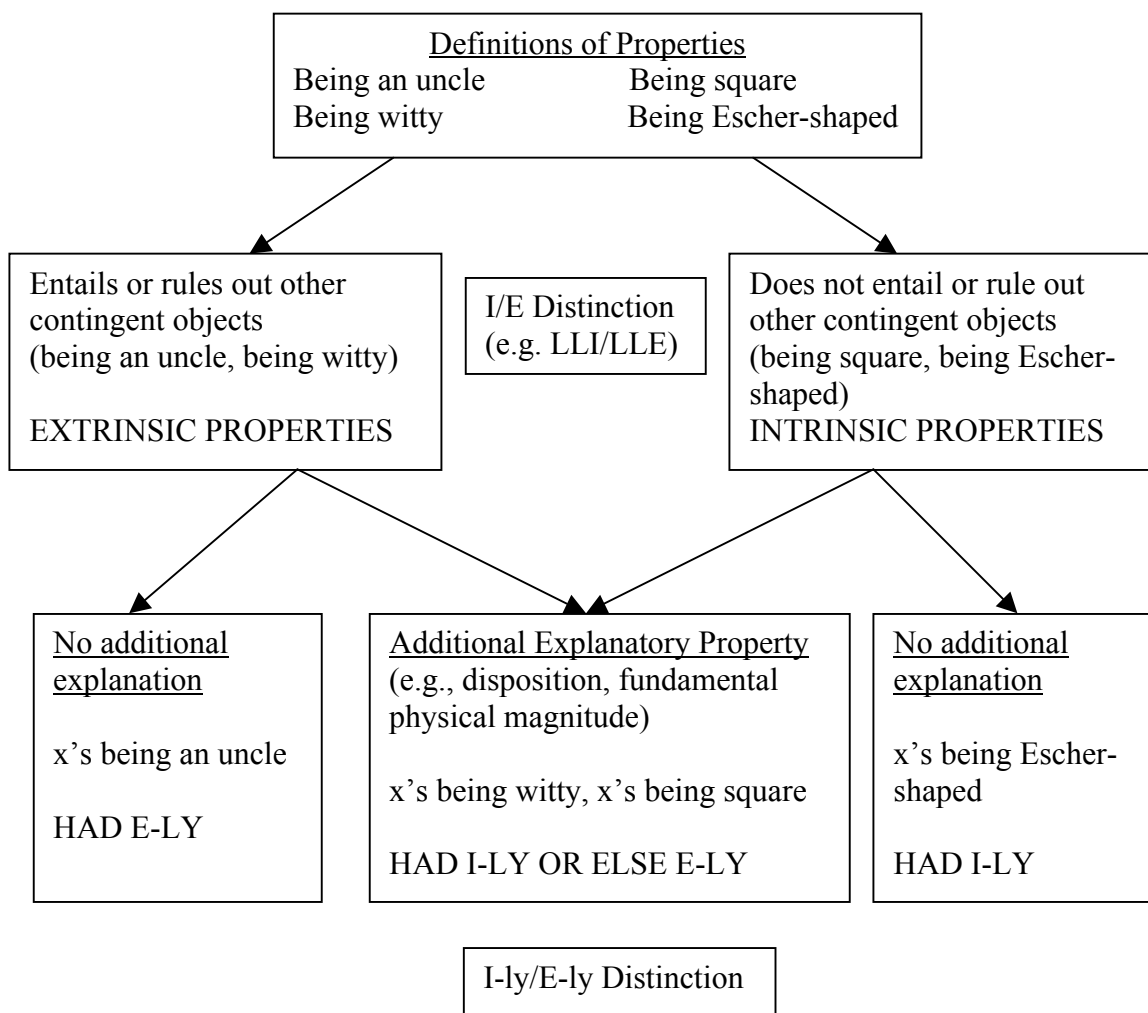 Definitions of Properties
Being an uncle Being square
Being witty Being Escher-shaped
Entails or rules out other
contingent objects
(being an uncle, being witty)
EXTRINSIC PROPERTIES
I/E Distinction
(e.g. LLI/LLE)
Does not entail or rule out
other contingent objects
(being square, being Escher-
shaped)
INTRINSIC PROPERTIES
No additional
explanation
x’s being an uncle
HAD E-LY
Additional Explanatory Property
(e.g., disposition, fundamental
physical magnitude)
x’s being witty, x’s being square
HAD I-LY OR ELSE E-LY
No additional
explanation
x’s being Escher-
shaped
HAD I-LY
I-ly/E-ly Distinction